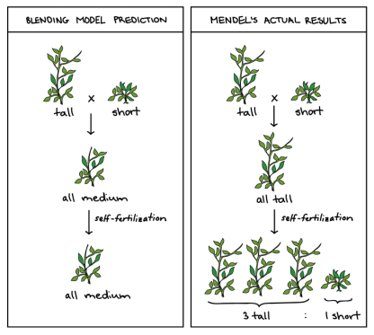 BLENDING MODEL PREDICTION
tall x short
all medium
self-fertilization
all medium
MENDEL'S ACTUAL RESULTS
tall x short
all tall
self-fertilization
3 tall : 1 short